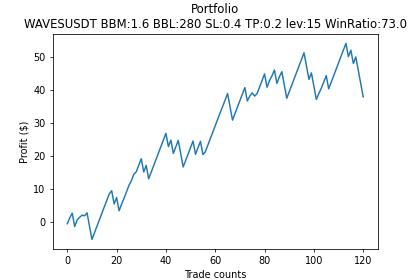 Portfolio
WAVESUSDT BBM:1.6 BBL:280 SL:0.4 TP:0.2 lev:15 WinRatio:73.0
Profit ($)
50
40
30
20
10
0
0 20 40 60 80 100 120
Trade counts